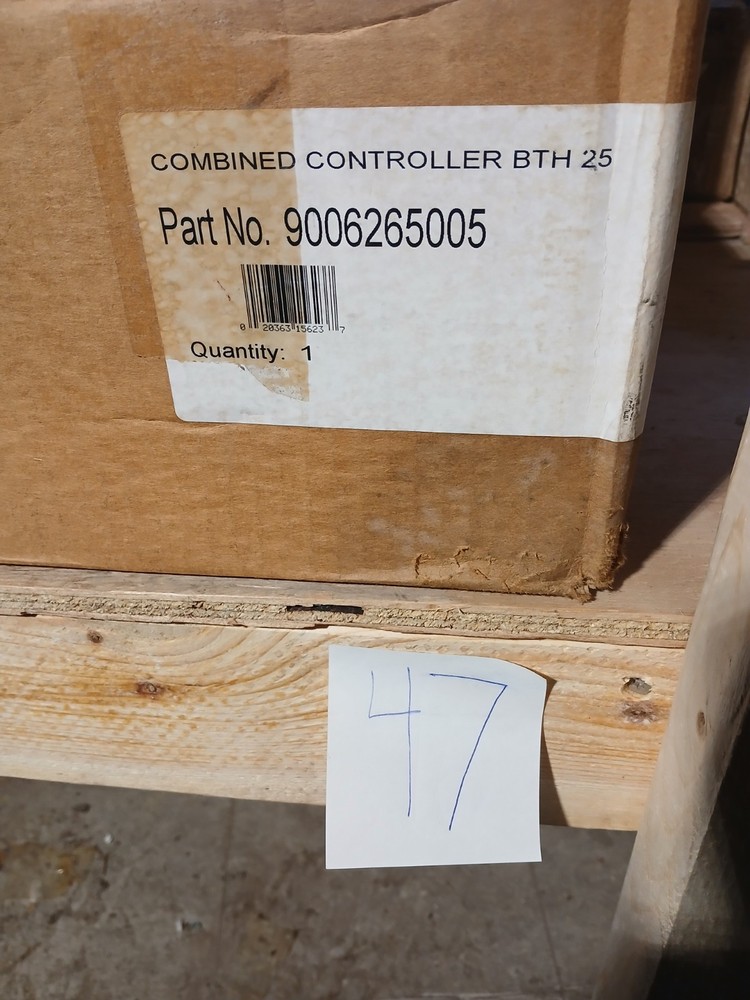 COMBINED CONTROLLER BTH 25
Part No. 9006265005
0 20363 15623 7
Quantity: 1
47